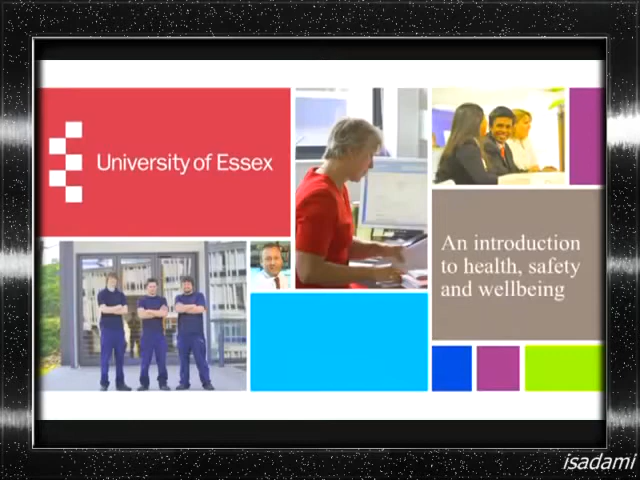 University of Essex
An introduction
to health, safety
and wellbeing
isadami